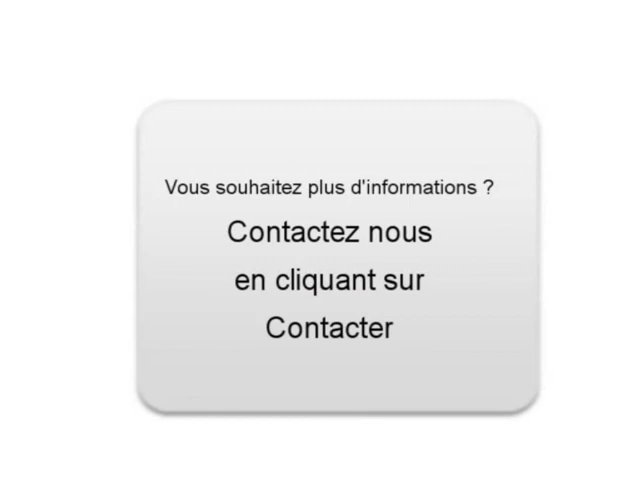 Vous souhaitez plus d'informations ?
Contactez nous
en cliquant sur
Contacter